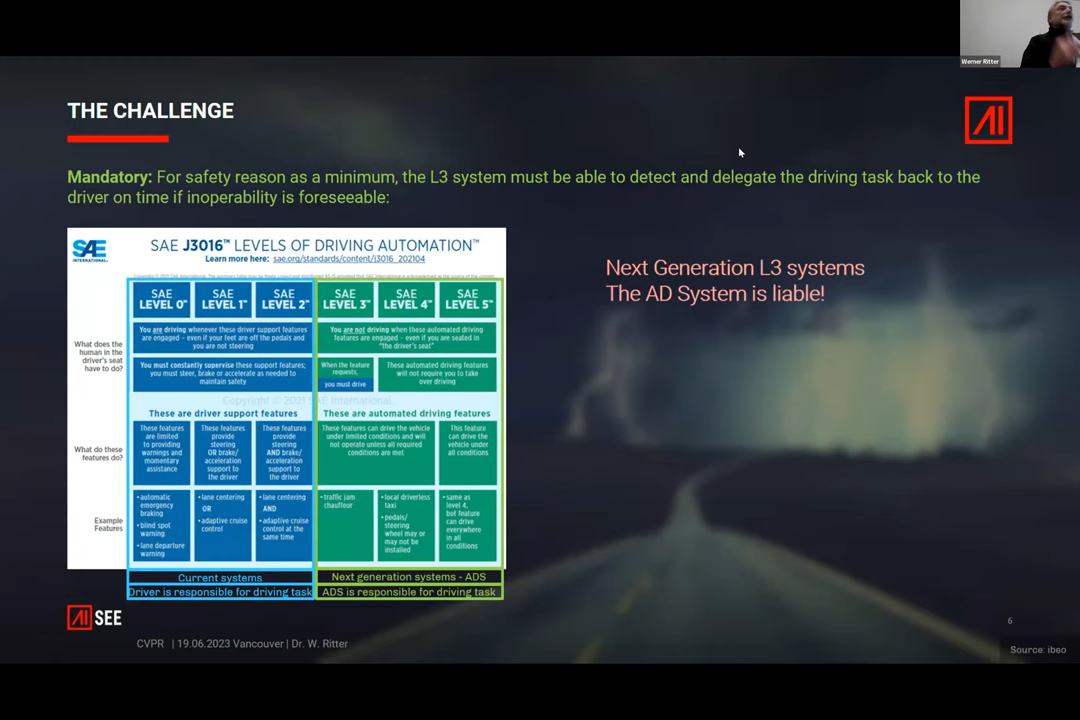 Werner Ritter
THE CHALLENGE
AI
Mandatory: For safety reason as a minimum, the L3 system must be able to detect and delegate the driving task back to the
driver on time if inoperability is foreseeable:
SAE
INTERNATIONAL
SAE J3016™ LEVELS OF DRIVING AUTOMATION™
Learn more here: sae.org/standards/content/j3016_202104
Next Generation L3 systems
The AD System is liable!
SAE LEVEL 0™
SAE LEVEL 1™
SAE LEVEL 2™
SAE LEVEL 3™
SAE LEVEL 4™
SAE LEVEL 5™
What does the
human in the
driver's seat
have to do?
You are driving whenever these driver support features
are engaged – even if your feet are off the pedals and
you are not steering
You are not driving when these automated driving
features are engaged – even if you are seated in
"the driver's seat"
You must constantly supervise these support features;
you must steer, brake or accelerate as needed to
maintain safety
When the feature
requests,
you must drive
These automated driving features
will not require you to take
over driving
Copyright © 2021 SAE International.
These are driver support features
These are automated driving features
What do these
features do?
These features
are limited
to providing
warnings and
momentary
assistance
These features
provide
steering
OR brake/
acceleration
support to
the driver
These features
provide
steering
AND brake/
acceleration
support to
the driver
These features can drive the vehicle
under limited conditions and will
not operate unless all required
conditions are met
This feature
can drive the
vehicle under
all conditions
Example
Features
• automatic
emergency
braking
• blind spot
warning
• lane departure
warning
• lane centering
OR
• adaptive cruise
control
• lane centering
AND
• adaptive cruise
control at the
same time
• traffic jam
chauffeur
• local driverless
taxi
• pedals/
steering
wheel may or
may not be
installed
• same as
level 4,
but feature
can drive
everywhere
in all
conditions
Current systems
Next generation systems - ADS
Driver is responsible for driving task
ADS is responsible for driving task
AI SEE
6
CVPR | 19.06.2023 Vancouver | Dr. W. Ritter
Source: ibeo